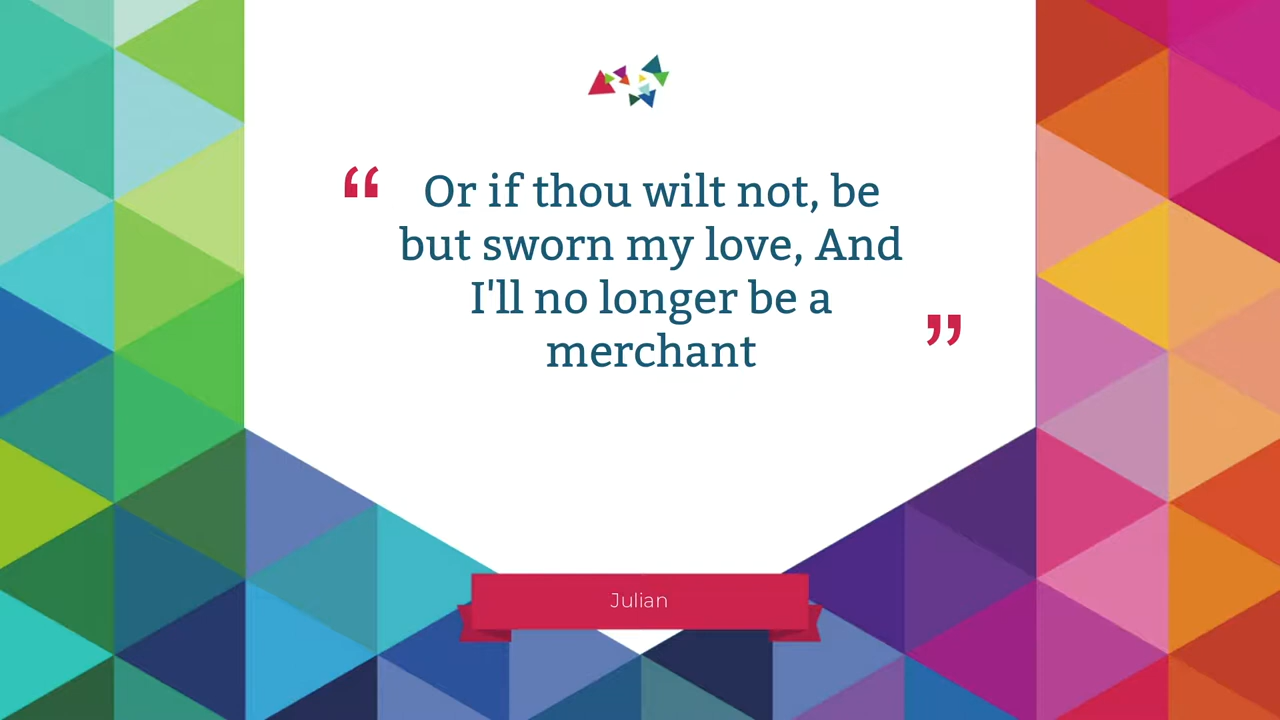 “ Or if thou wilt not, be
but sworn my love, And
I'll no longer be a
merchant ”
Julian